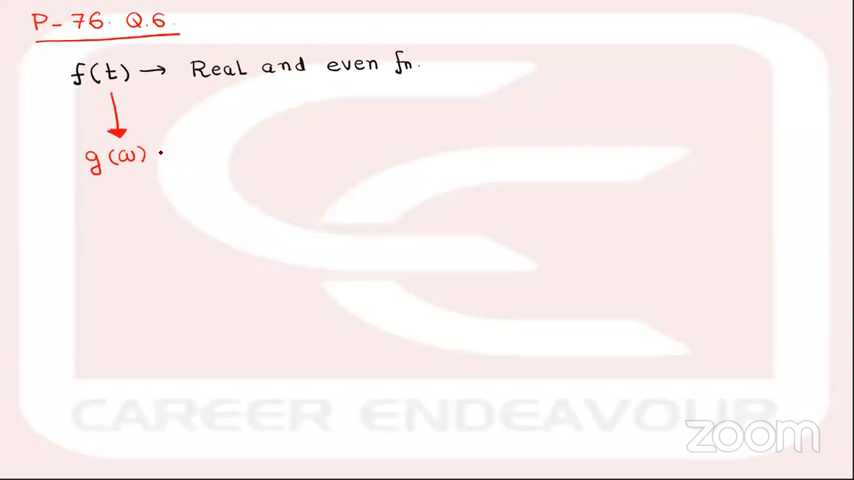 P-76. Q.6.
f(t) → Real and even fn.
g(ω)
CAREER ENDEAVOUR
zoom